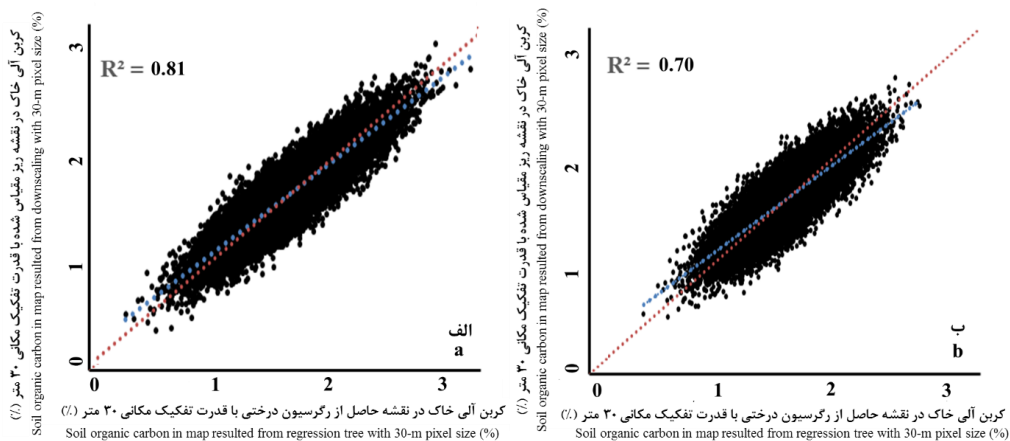 کربن آلی خاک در نقشه ریز مقیاس شده با قدرت تفکیک مکانی ۳۰ متر (٪)
Soil organic carbon in map resulted from downscaling with 30-m pixel size (%)
R² = 0.81
3
2
1
0
الف
a
0 1 2 3
کربن آلی خاک در نقشه حاصل از رگرسیون درختی با قدرت تفکیک مکانی ۳۰ متر (٪)
Soil organic carbon in map resulted from regression tree with 30-m pixel size (%)
کربن آلی خاک در نقشه ریز مقیاس شده با قدرت تفکیک مکانی ۳۰ متر (٪)
Soil organic carbon in map resulted from downscaling with 30-m pixel size (%)
R² = 0.70
3
2
1
0
ب
b
0 1 2 3
کربن آلی خاک در نقشه حاصل از رگرسیون درختی با قدرت تفکیک مکانی ۳۰ متر (٪)
Soil organic carbon in map resulted from regression tree with 30-m pixel size (%)